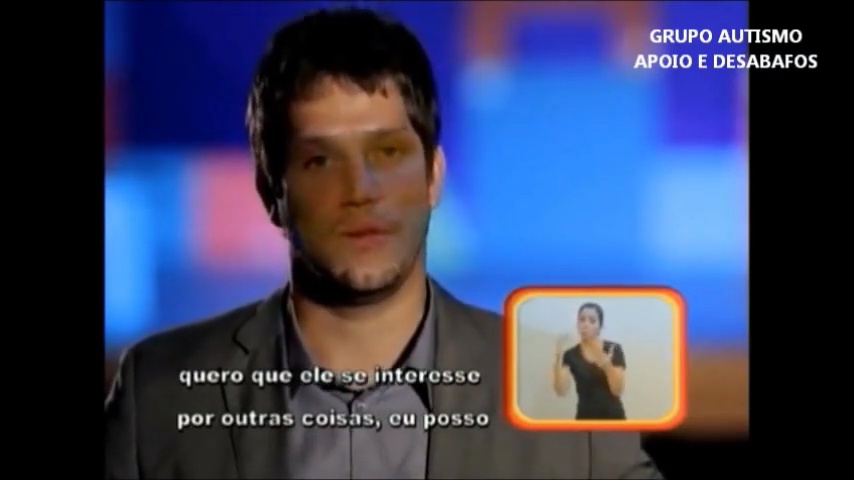 GRUPO AUTISMO
APOIO E DESABAFOS
quero que ele se interesse
por outras coisas, eu posso